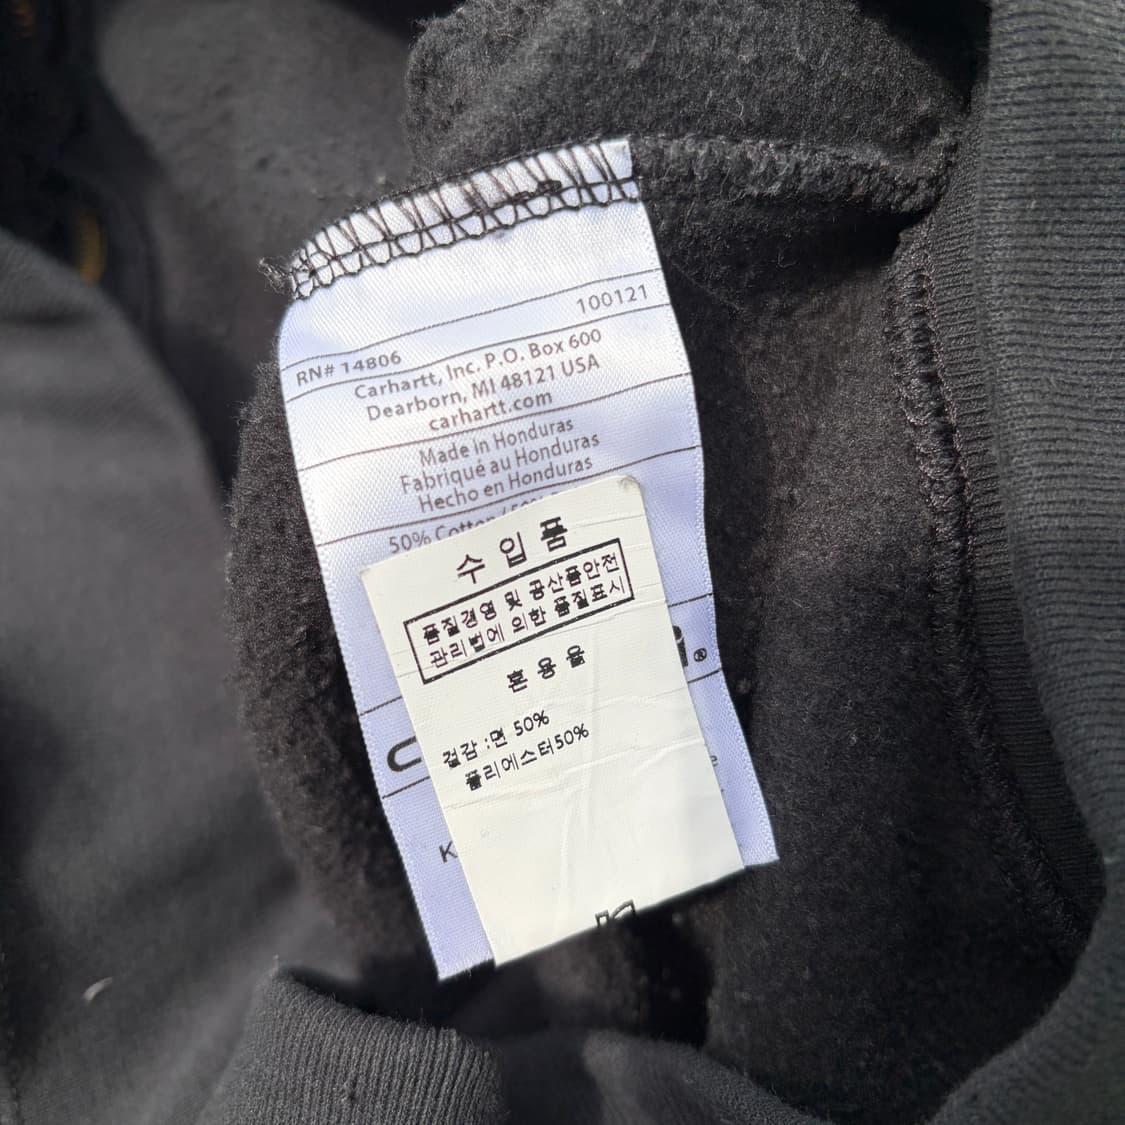 100121
RN# 14806
Carhartt, Inc. P.O. Box 600
Dearborn, MI 48121 USA
carhartt.com
Made in Honduras
Fabriqué au Honduras
Hecho en Honduras
50% Cotton
수입품
품질경영 및 공산품안전
관리법에 의한 품질표시
혼용율
겉감 :면 50%
폴리에스터50%